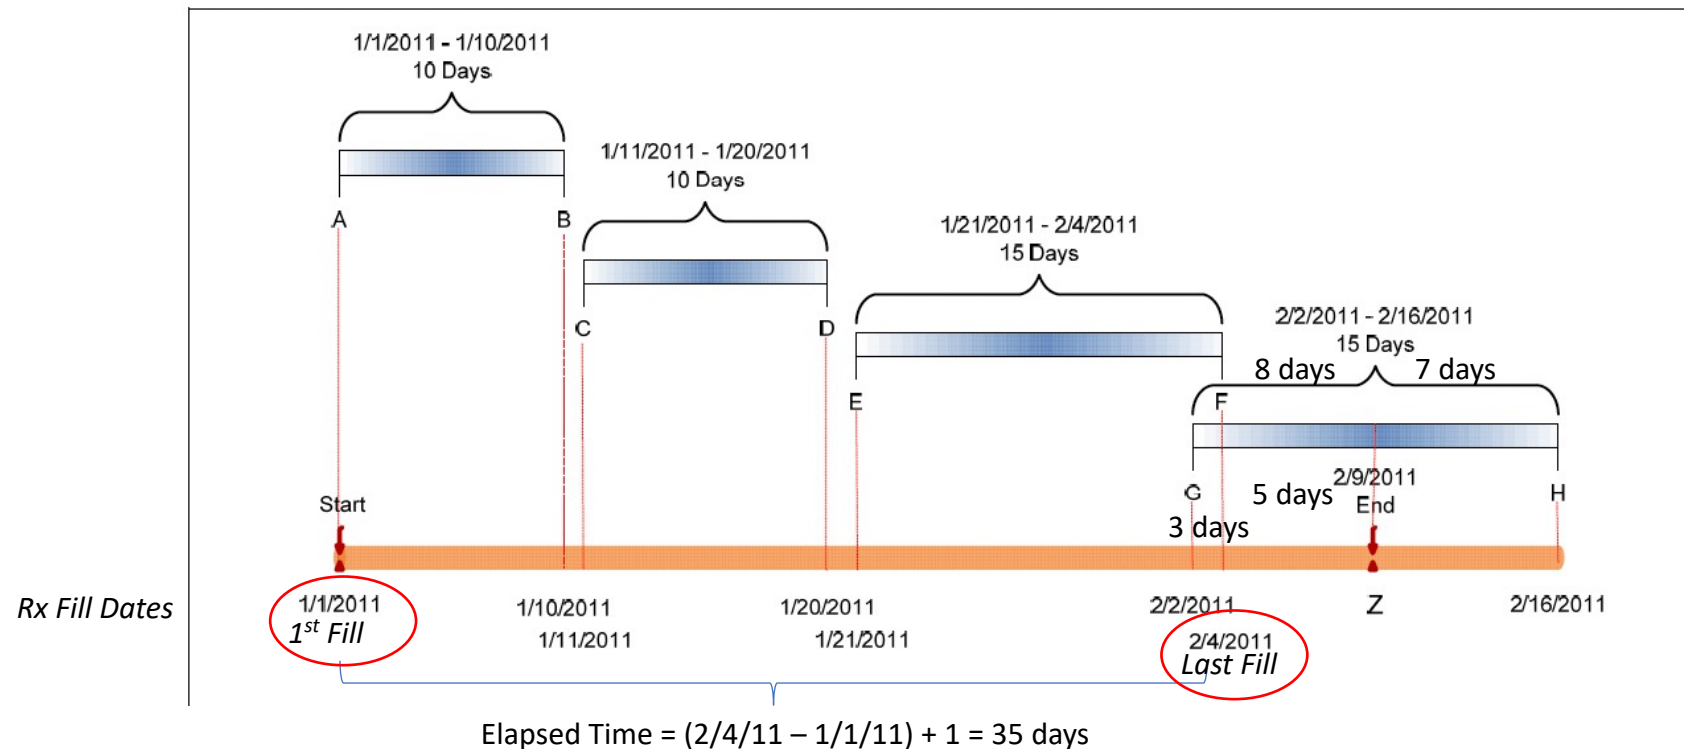 1/1/2011 - 1/10/2011
10 Days
1/11/2011 - 1/20/2011
10 Days
1/21/2011 - 2/4/2011
15 Days
2/2/2011 - 2/16/2011
15 Days
8 days
7 days
A
B
C
D
E
F
G
H
5 days
2/9/2011
End
3 days
Start
Rx Fill Dates
1/1/2011
1st Fill
1/10/2011
1/11/2011
1/20/2011
1/21/2011
2/2/2011
2/4/2011
Last Fill
Z
2/16/2011
Elapsed Time = (2/4/11 – 1/1/11) + 1 = 35 days